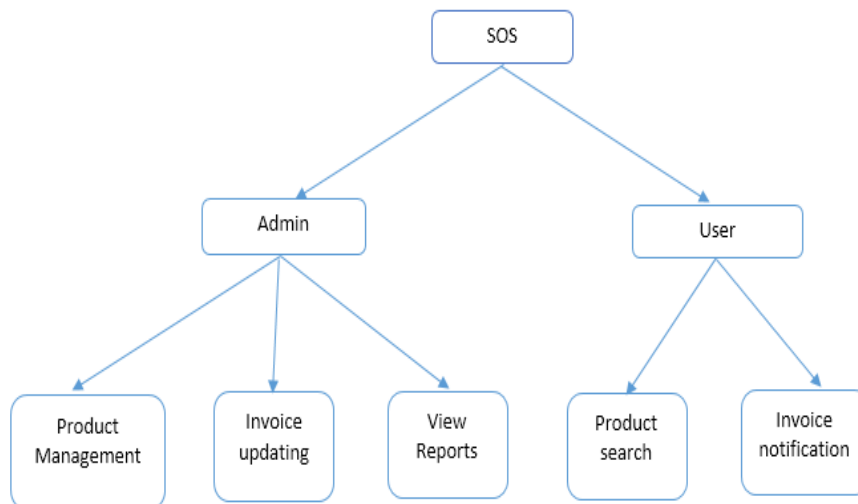 SOS
Admin
User
Product
Management
Invoice
updating
View
Reports
Product
search
Invoice
notification